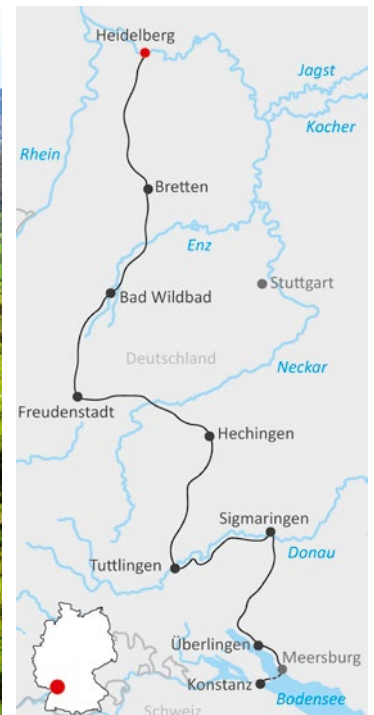 Heidelberg
Jagst
Kocher
Rhein
Bretten
Enz
Stuttgart
Bad Wildbad
Deutschland
Neckar
Freudenstadt
Hechingen
Sigmaringen
Donau
Tuttlingen
Überlingen
Meersburg
Konstanz
Bodensee
Schweiz